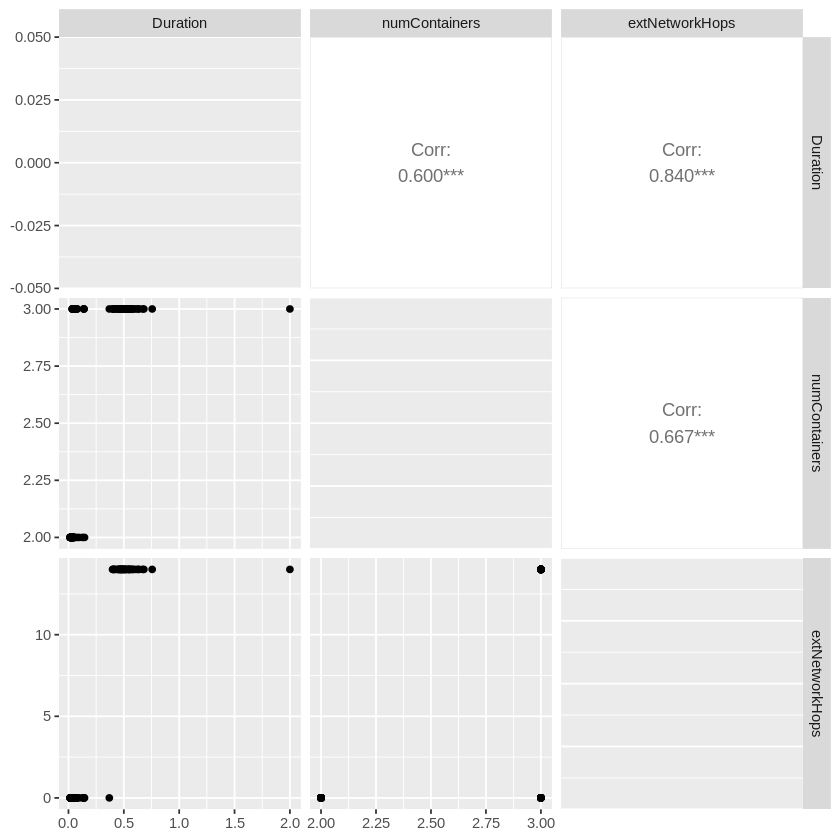 Duration numContainers extNetworkHops
0.050
0.025
0.000
-0.025
-0.050
Corr:
0.600***
Corr:
0.840***
Duration
3.00
2.75
2.50
2.25
2.00
Corr:
0.667***
numContainers
10
5
0
extNetworkHops
0.0 0.5 1.0 1.5 2.0 2.00 2.25 2.50 2.75 3.00